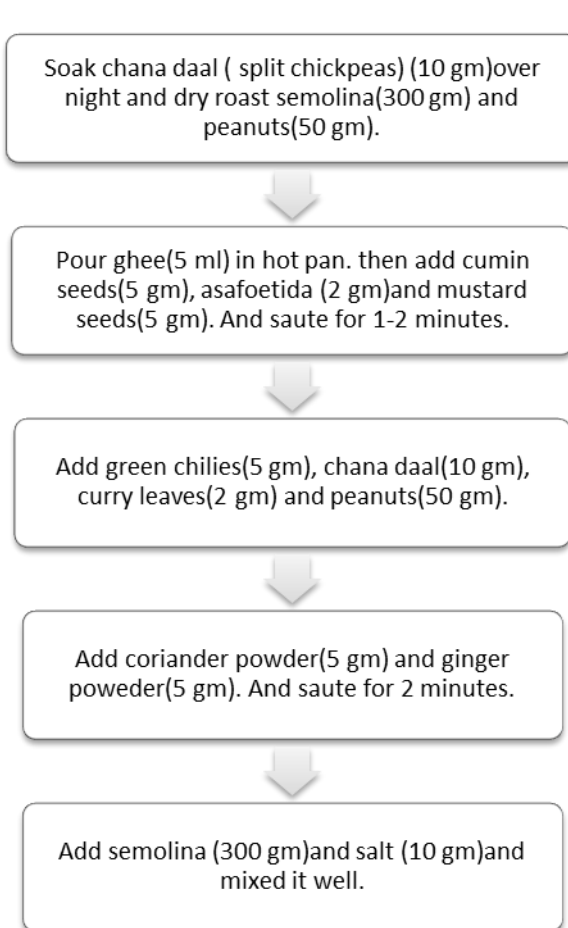 Soak chana daal ( split chickpeas) (10 gm)over
night and dry roast semolina(300 gm) and
peanuts(50 gm).
Pour ghee(5 ml) in hot pan. then add cumin
seeds(5 gm), asafoetida (2 gm)and mustard
seeds(5 gm). And saute for 1-2 minutes.
Add green chilies(5 gm), chana daal(10 gm),
curry leaves(2 gm) and peanuts(50 gm).
Add coriander powder(5 gm) and ginger
poweder(5 gm). And saute for 2 minutes.
Add semolina (300 gm)and salt (10 gm)and
mixed it well.